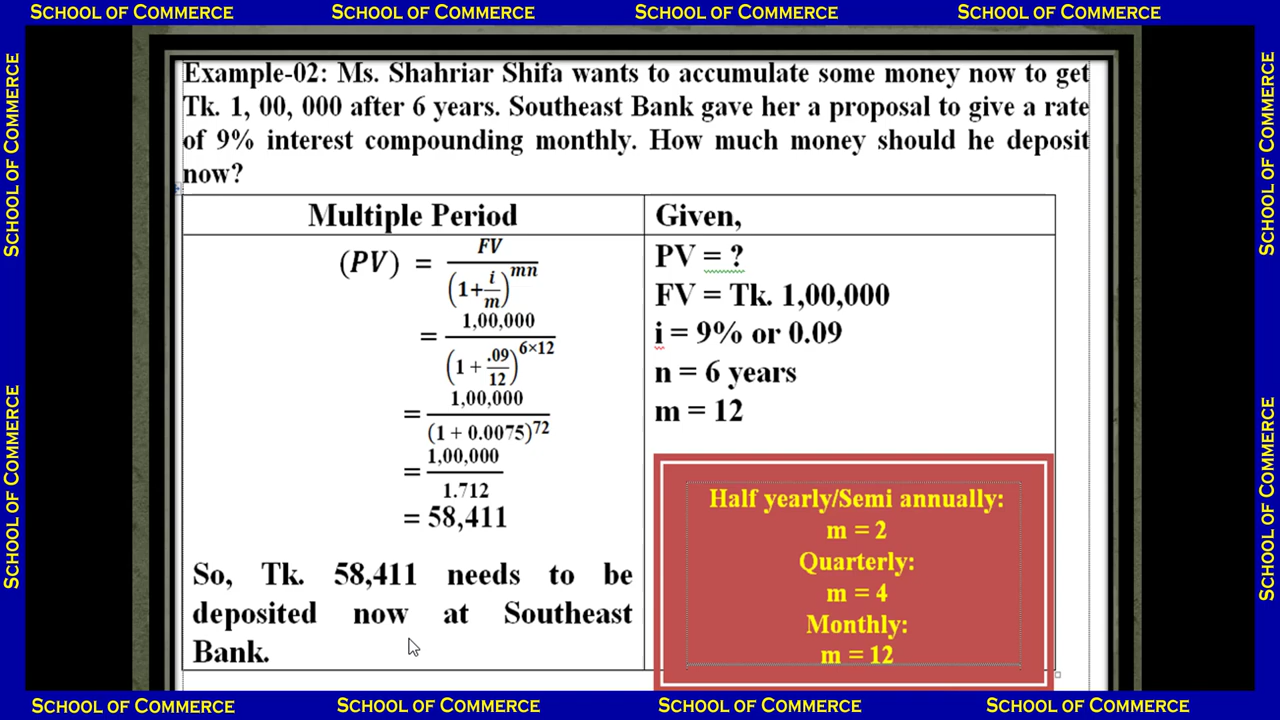 SCHOOL OF COMMERCE SCHOOL OF COMMERCE SCHOOL OF COMMERCE SCHOOL OF COMMERCE
SCHOOL OF COMMERCE
SCHOOL OF COMMERCE
Example-02: Ms. Shahriar Shifa wants to accumulate some money now to get
Tk. 1, 00, 000 after 6 years. Southeast Bank gave her a proposal to give a rate
of 9% interest compounding monthly. How much money should he deposit
now?
Multiple Period
(PV) = FV / (1+i/m)^mn
= 1,00,000 / (1 + .09/12)^6×12
= 1,00,000 / (1 + 0.0075)^72
= 1,00,000 / 1.712
= 58,411
So, Tk. 58,411 needs to be
deposited now at Southeast
Bank.
Given,
PV = ?
FV = Tk. 1,00,000
i = 9% or 0.09
n = 6 years
m = 12
Half yearly/Semi annually:
m = 2
Quarterly:
m = 4
Monthly:
m = 12
SCHOOL OF COMMERCE
SCHOOL OF COMMERCE
SCHOOL OF COMMERCE SCHOOL OF COMMERCE SCHOOL OF COMMERCE SCHOOL OF COMMERCE